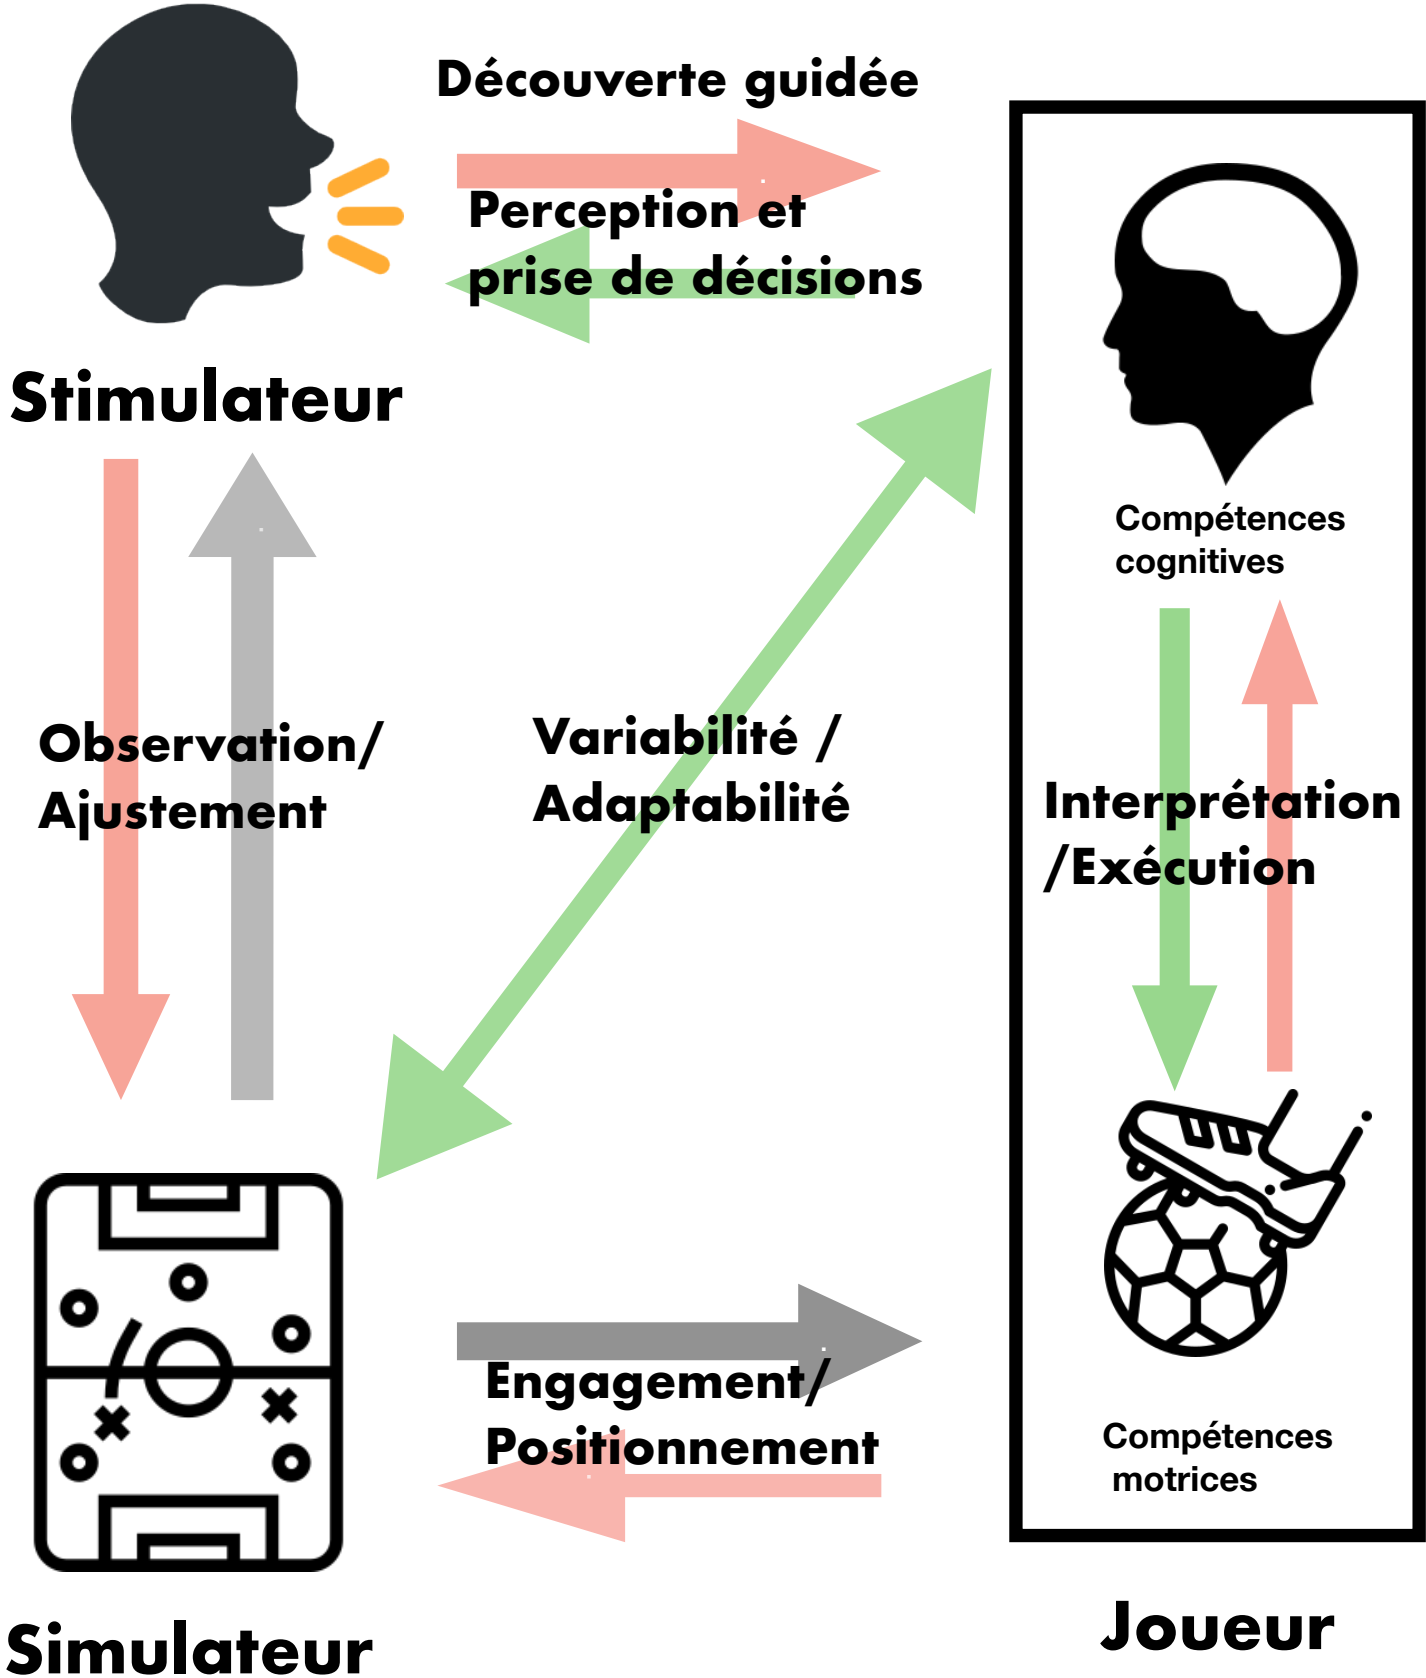 Découverte guidée
Perception et
prise de décisions
Stimulateur
Compétences
cognitives
Observation/
Ajustement
Variabilité /
Adaptabilité
Interprétation
/Exécution
Engagement/
Positionnement
Compétences
motrices
Simulateur
Joueur